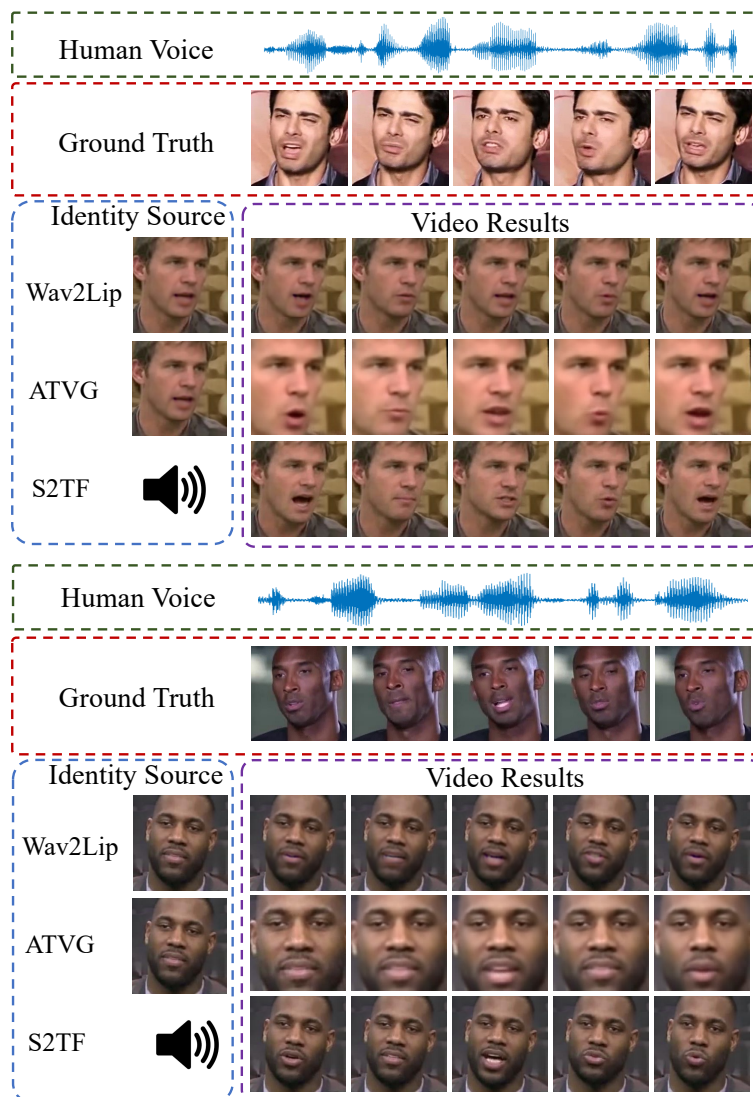 Human Voice
Ground Truth
Identity Source
Video Results
Wav2Lip
ATVG
S2TF
Human Voice
Ground Truth
Identity Source
Video Results
Wav2Lip
ATVG
S2TF